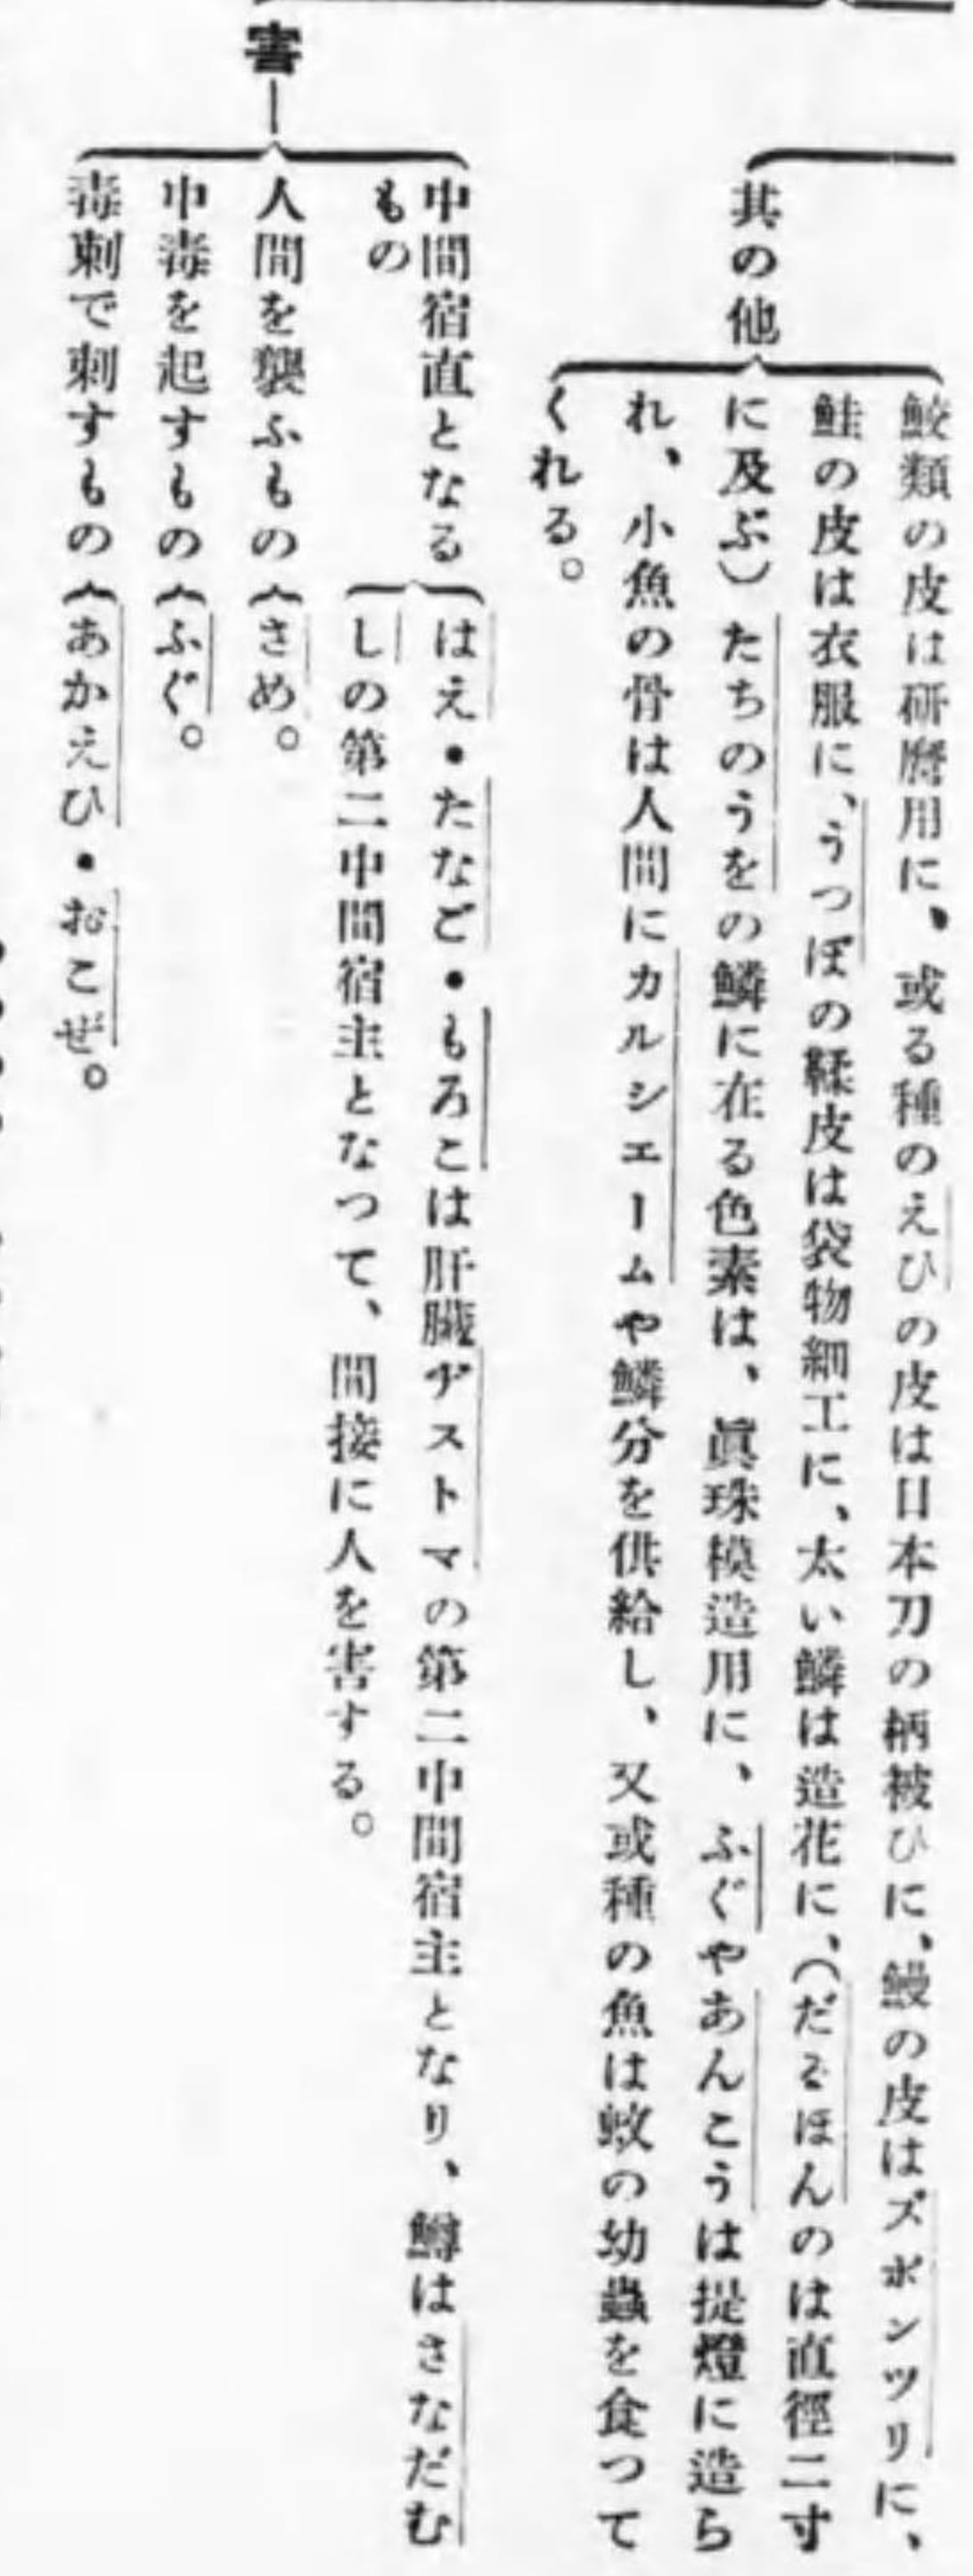 其の他
鮫類の皮は研磨用に、或る種のえひの皮は日本刀の柄被ひに、鰻の皮はズボンツリに、
鮭の皮は衣服に、うつぼの鞣皮は袋物細工に、太い鱗は造花に、(だるほんのは直徑二寸
に及ぶ)たちのうをの鱗に在る色素は、眞珠模造用に、ふぐやあんこうは提燈に造ら
れ、小魚の骨は人間にカルシエームや鱗分を供給し、又或種の魚は蚊の幼蟲を食つて
くれる。
害
中間宿直となる
もの
はえ・たなご・もろこは肝臓ヂストマの第二中間宿主となり、鱒はさなだむ
しの第二中間宿主となつて、間接に人を害する。
人間を襲ふもの
さめ。
中毒を起すもの
ふぐ。
毒刺で刺すもの
あかえひ・おこぜ。